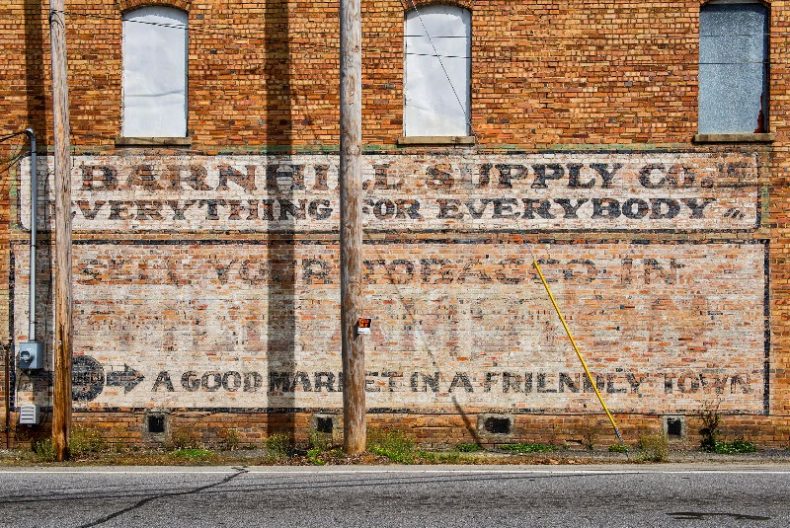 BARNHILL SUPPLY CO.
EVERYTHING FOR EVERYBODY
SELL YOUR TOBACCO IN
A GOOD MARKET IN A FRIENDLY TOWN